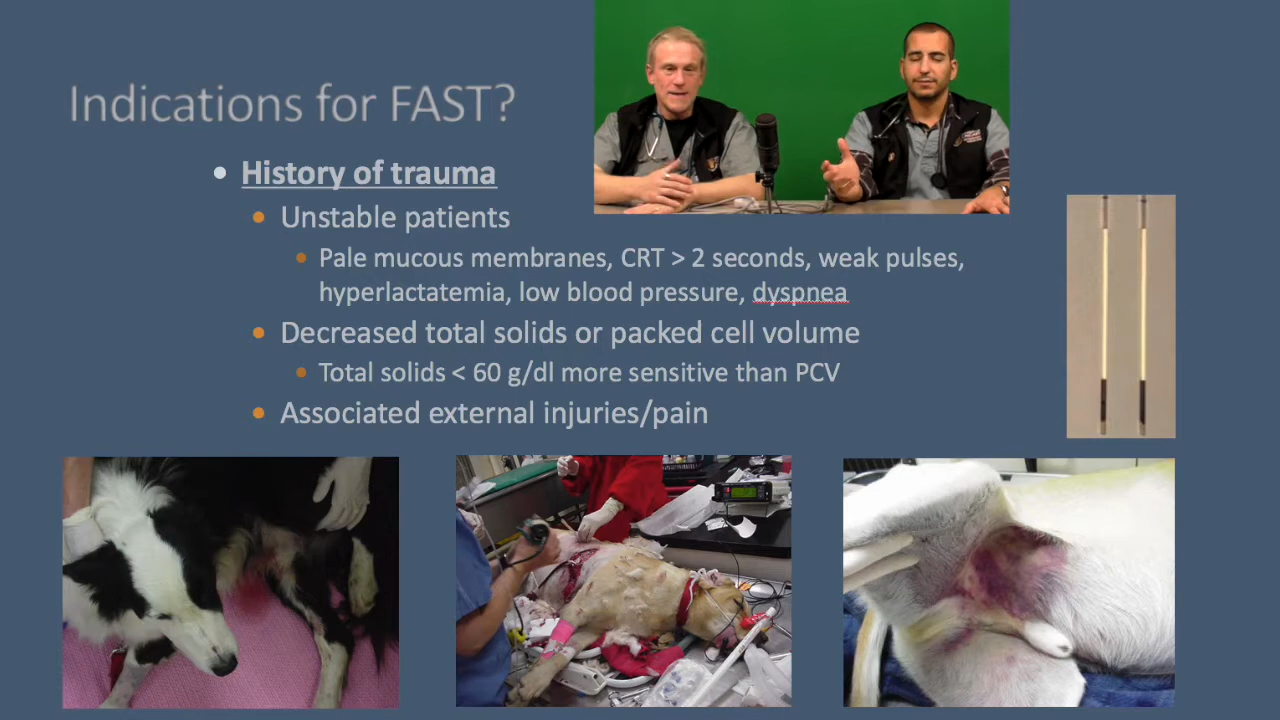 Indications for FAST?
• History of trauma
• Unstable patients
• Pale mucous membranes, CRT > 2 seconds, weak pulses,
hyperlactatemia, low blood pressure, dyspnea
• Decreased total solids or packed cell volume
• Total solids < 60 g/dl more sensitive than PCV
• Associated external injuries/pain